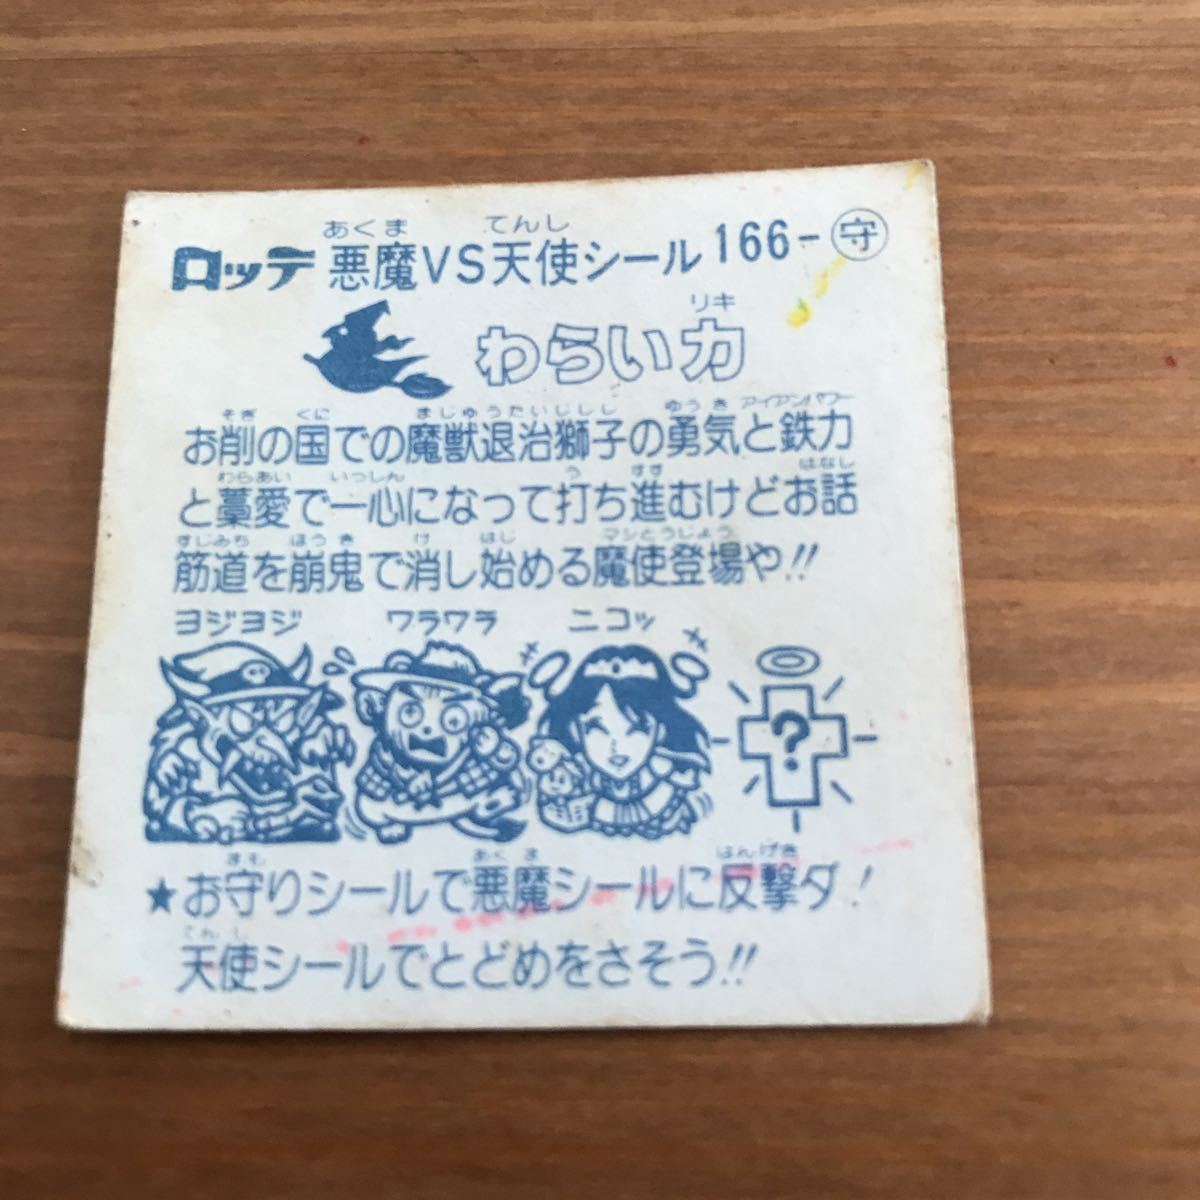 あくま てんし
ロッテ 悪魔VS天使シール 166-守
リキ
わらい力
そぎ くに まじゅうたいじしし ゆうき アイアンパワー
お削の国での魔獣退治獅子の勇気と鉄力
わらあい いっしん う すす はなし
と藁愛で一心になって打ち進むけどお話
すじみち ほうき け はじ マシとうじょう
筋道を崩鬼で消し始める魔使登場や!!
ヨジヨジ ワラワラ ニコッ
?
まも あくま はんげき
★お守りシールで悪魔シールに反撃ダ!
てんし
天使シールでとどめをさそう!!